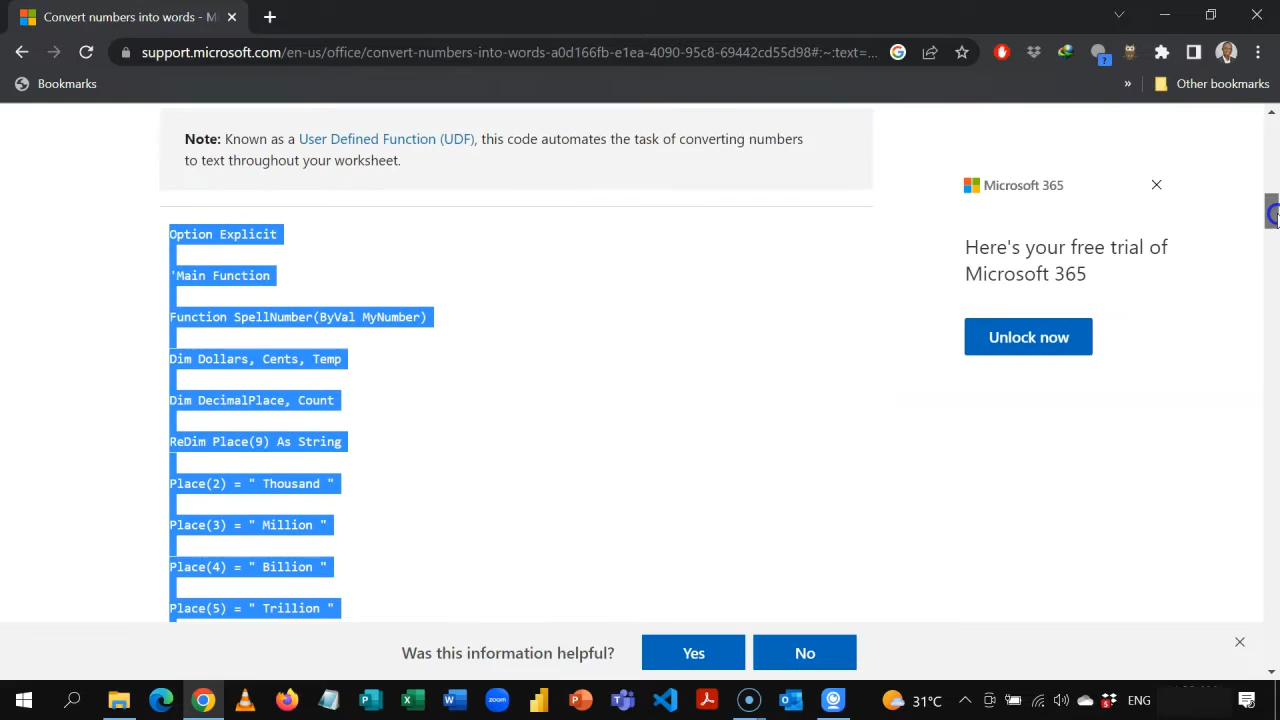 Convert numbers into words - Mi
support.microsoft.com/en-us/office/convert-numbers-into-words-a0d166fb-e1ea-4090-95c8-69442cd55d98#:~:text=...
Bookmarks
»
Other bookmarks
Note: Known as a User Defined Function (UDF), this code automates the task of converting numbers
to text throughout your worksheet.
Microsoft 365
Here's your free trial of
Microsoft 365
Unlock now
Option Explicit
'Main Function
Function SpellNumber(ByVal MyNumber)
Dim Dollars, Cents, Temp
Dim DecimalPlace, Count
ReDim Place(9) As String
Place(2) = " Thousand "
Place(3) = " Million "
Place(4) = " Billion "
Place(5) = " Trillion "
Was this information helpful?
Yes
No
zoom
31°C
ENG